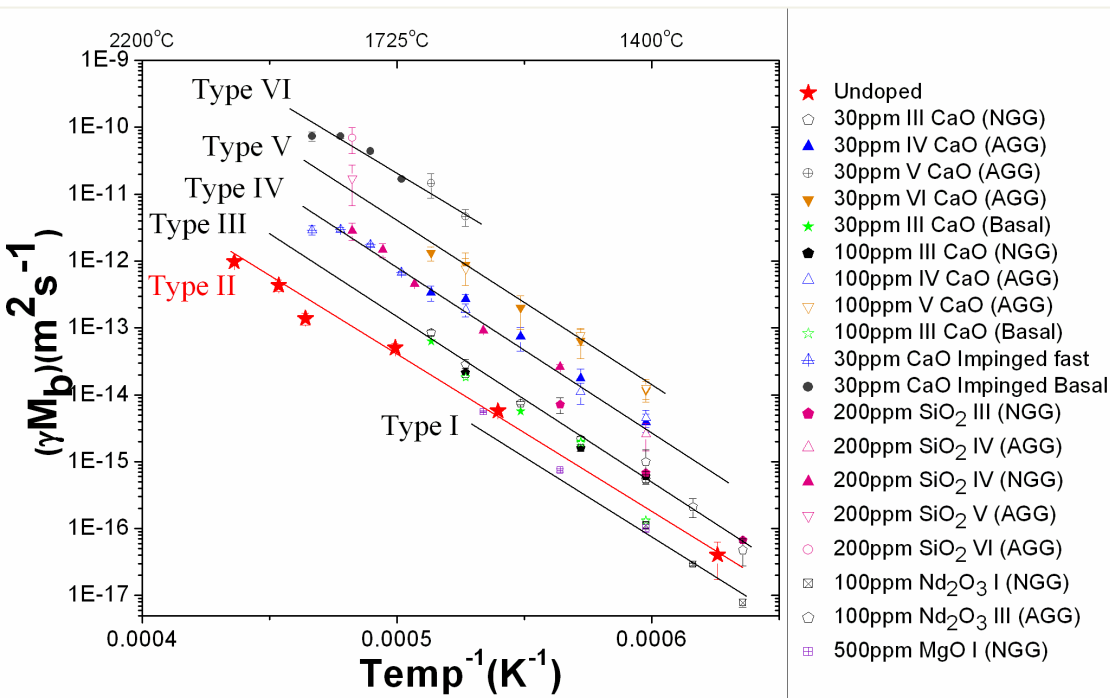 2200°C 1725°C 1400°C
1E-9
1E-10
1E-11
1E-12
1E-13
1E-14
1E-15
1E-16
1E-17
(γM_b)(m²s-1)
Type VI
Type V
Type IV
Type III
Type II
Type I
0.0004 0.0005 0.0006
Temp⁻¹(K⁻¹)
Undoped
30ppm III CaO (NGG)
30ppm IV CaO (AGG)
30ppm V CaO (AGG)
30ppm VI CaO (AGG)
30ppm III CaO (Basal)
100ppm III CaO (NGG)
100ppm IV CaO (AGG)
100ppm V CaO (AGG)
100ppm III CaO (Basal)
30ppm CaO Impinged fast
30ppm CaO Impinged Basal
200ppm SiO₂ III (NGG)
200ppm SiO₂ IV (AGG)
200ppm SiO₂ IV (NGG)
200ppm SiO₂ V (AGG)
200ppm SiO₂ VI (AGG)
100ppm Nd₂O₃ I (NGG)
100ppm Nd₂O₃ III (AGG)
500ppm MgO I (NGG)